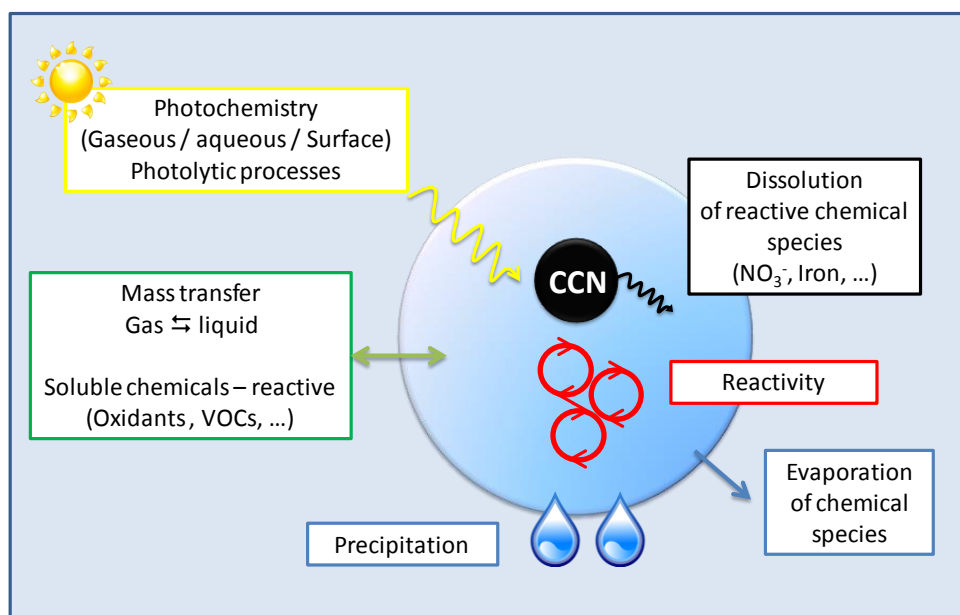 Photochemistry
(Gaseous / aqueous / Surface)
Photolytic processes
Dissolution
of reactive chemical
species
(NO₃⁻, Iron, ...)
CCN
Mass transfer
Gas ⇆ liquid
Soluble chemicals – reactive
(Oxidants , VOCs, ...)
Reactivity
Evaporation
of chemical
species
Precipitation